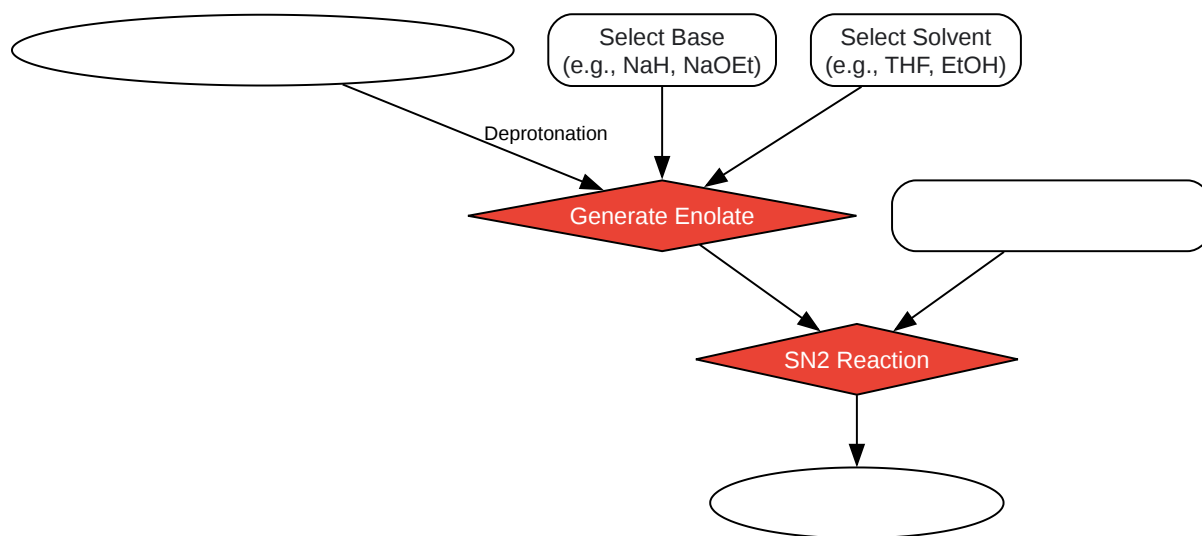 Select Base
(e.g., NaH, NaOEt)
Select Solvent
(e.g., THF, EtOH)
Deprotonation
Generate Enolate
SN2 Reaction